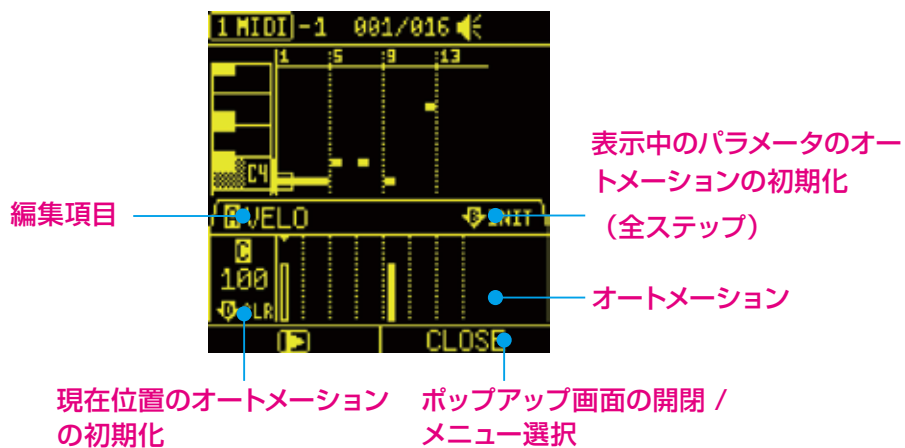 1 MIDI -1 001/016
1 5 9 13
C4
表示中のパラメータのオー
トメーションの初期化
（全ステップ）
編集項目
A VELO
INIT
C
100
オートメーション
D CLR
CLOSE
現在位置のオートメーション
の初期化
ポップアップ画面の開閉 /
メニュー選択